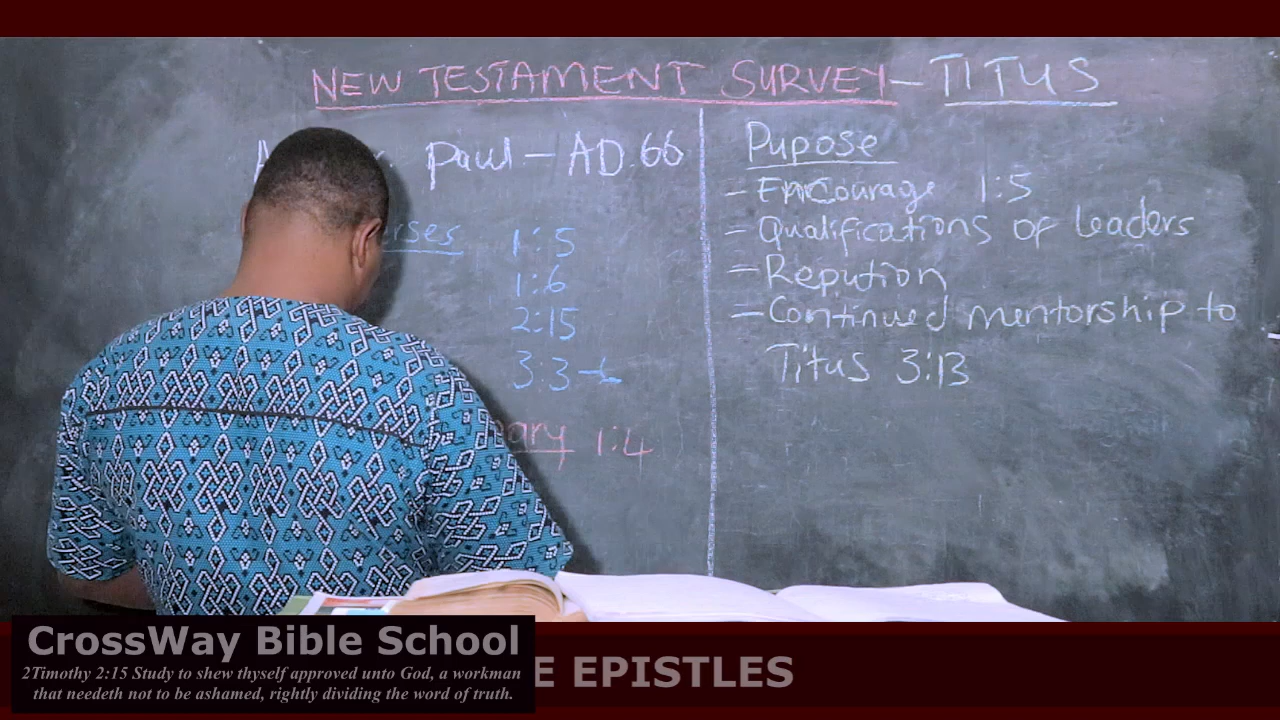 NEW TESTAMENT SURVEY - TITUS
Paul - AD.66
1:5
1:6
2:15
3:3-6
1:4
Pupose
- Encourage 1:5
- Qualifications of leaders
- Repution
- Continued mentorship to
Titus 3:13
CrossWay Bible School
2Timothy 2:15 Study to shew thyself approved unto God, a workman
that needeth not to be ashamed, rightly dividing the word of truth.
EPISTLES